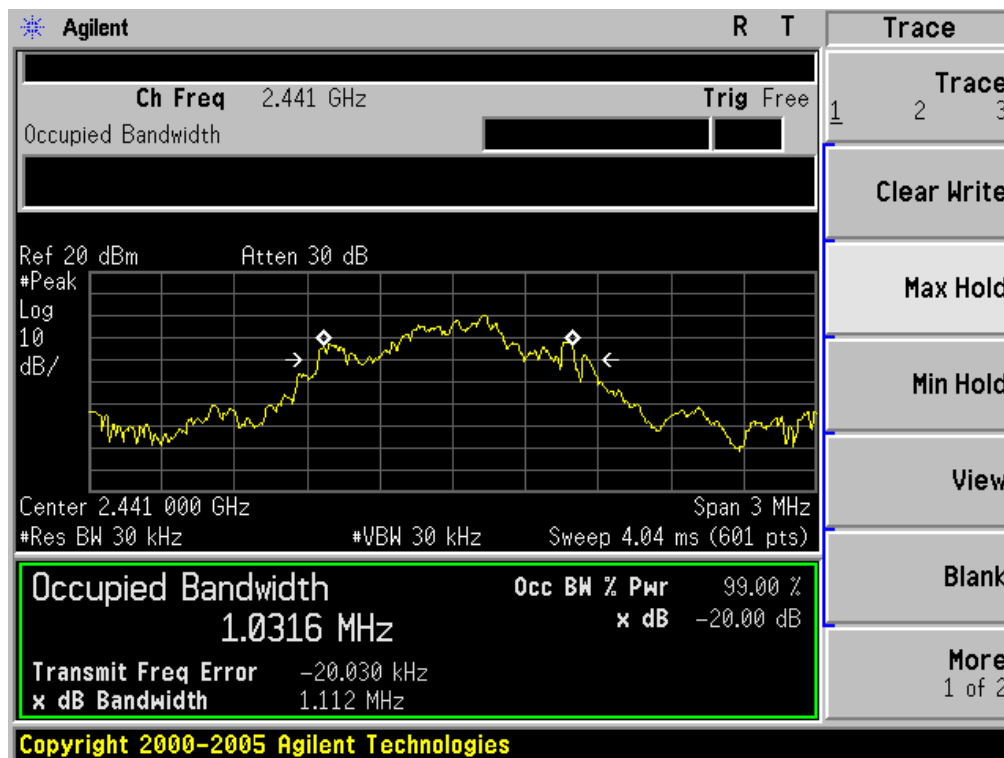 Agilent R T Trace
Ch Freq 2.441 GHz Trig Free
Occupied Bandwidth
Trace
1 2 3
Clear Write
Max Hold
Min Hold
View
Blank
More
1 of 2
Ref 20 dBm Atten 30 dB
#Peak
Log
10
dB/
Center 2.441 000 GHz Span 3 MHz
#Res BW 30 kHz #VBW 30 kHz Sweep 4.04 ms (601 pts)
Occupied Bandwidth Occ BW % Pwr 99.00 %
1.0316 MHz x dB -20.00 dB
Transmit Freq Error -20.030 kHz
x dB Bandwidth 1.112 MHz
Copyright 2000-2005 Agilent Technologies